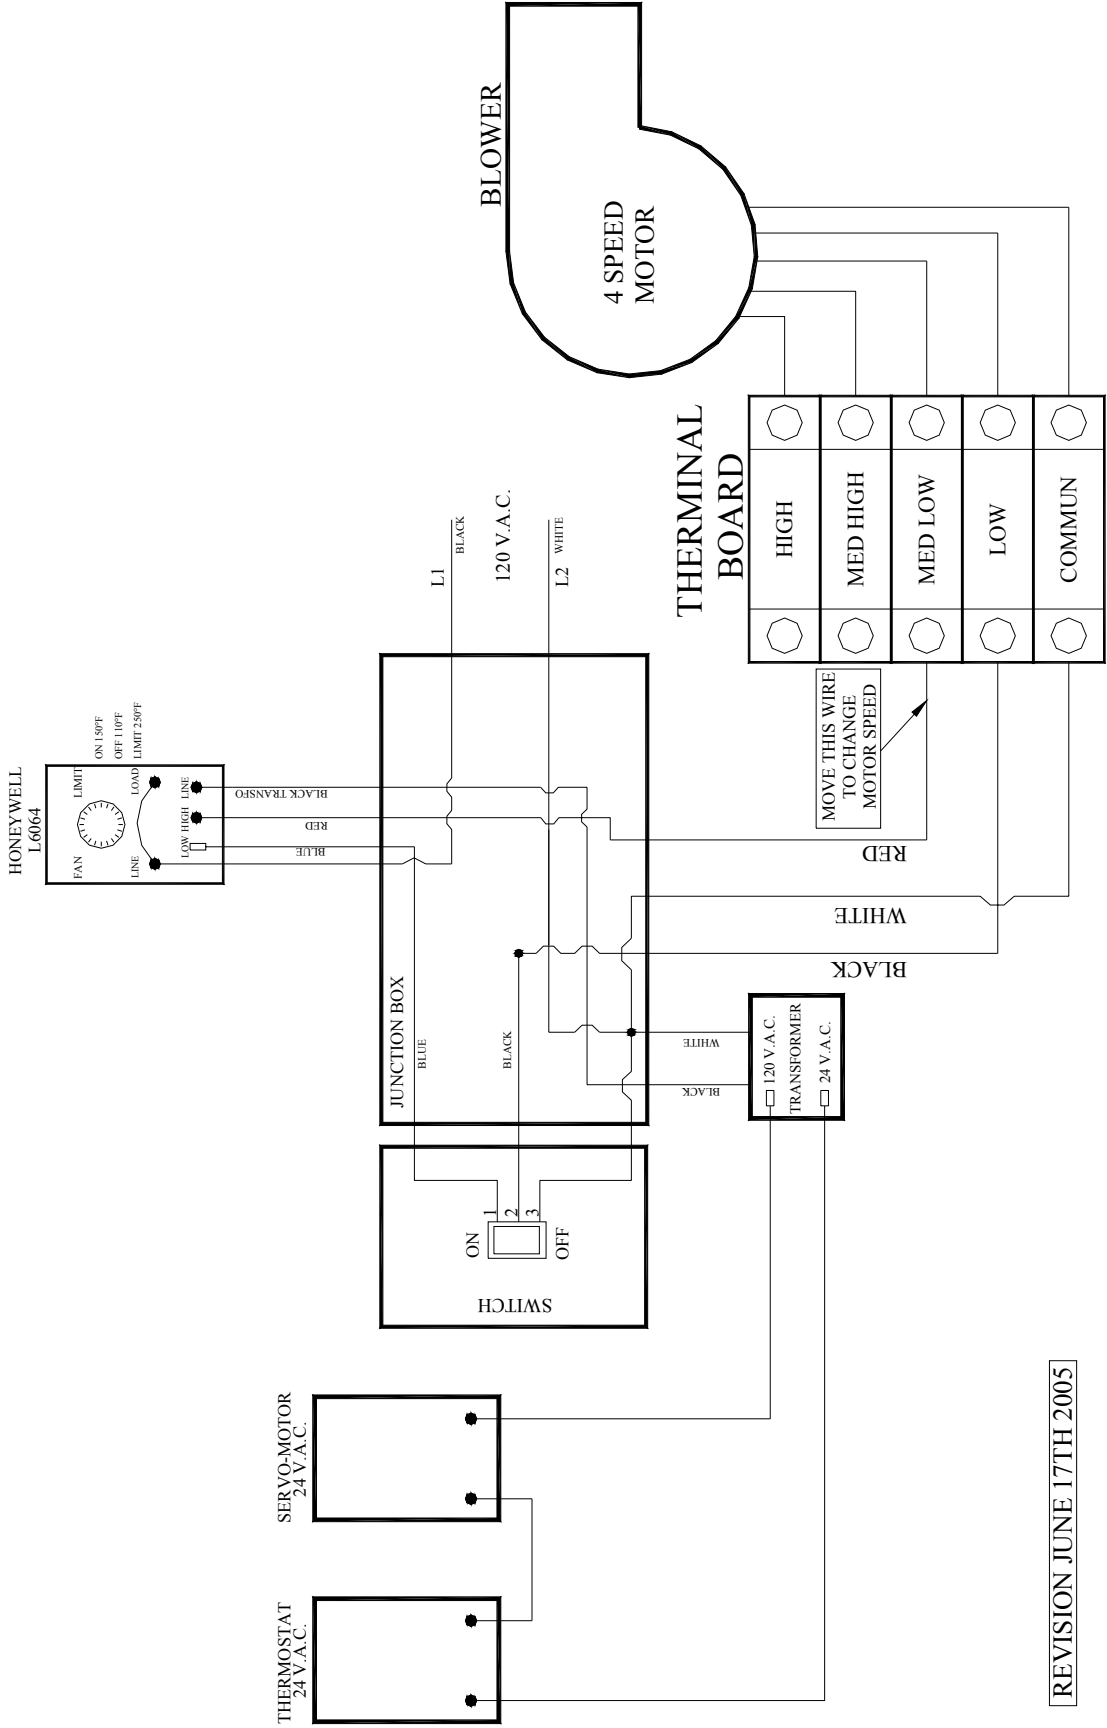 HONEYWELL
L6064
FAN
LIMIT
ON 150°F
OFF 110°F
LIMIT 250°F
LINE
LOAD
LOW
HIGH
LINE
BLUE
RED
BLACK TRANSFO
BLOWER
4 SPEED
MOTOR
L1
BLACK
120 V.A.C.
L2
WHITE
THERMINAL
BOARD
HIGH
MED HIGH
MED LOW
LOW
COMMUN
MOVE THIS WIRE
TO CHANGE
MOTOR SPEED
RED
WHITE
BLACK
JUNCTION BOX
BLUE
BLACK
WHITE
BLACK
120 V.A.C.
TRANSFORMER
24 V.A.C.
ON
1
2
3
OFF
SWITCH
SERVO-MOTOR
24 V.A.C.
THERMOSTAT
24 V.A.C.
REVISION JUNE 17TH 2005